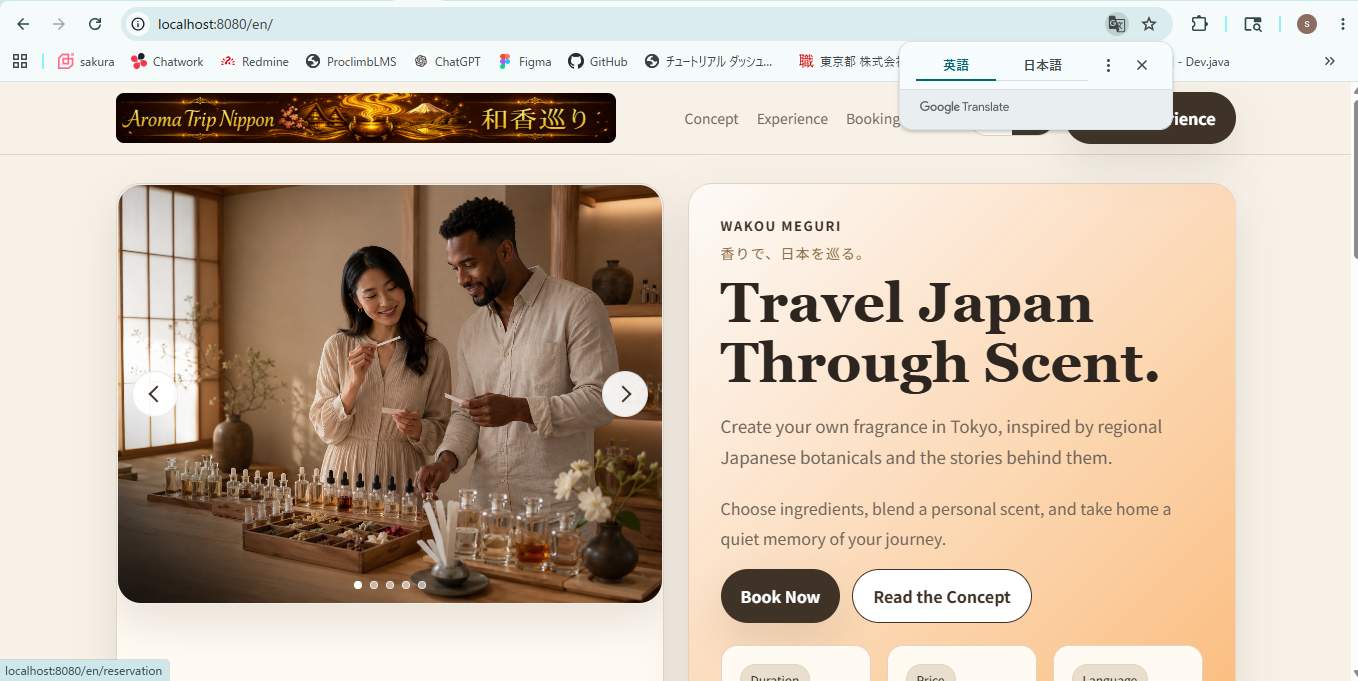 localhost:8080/en/
S
sakura
Chatwork
Redmine
ProclimbLMS
ChatGPT
Figma
GitHub
チュートリアル ダッシュ...
職 東京都 株式会
- Dev.java
英語
日本語
Google Translate
Aroma Trip Nippon
和香巡り
Concept
Experience
Booking
WAKOU MEGURI
香りで、日本を巡る。
Travel Japan
Through Scent.
Create your own fragrance in Tokyo, inspired by regional
Japanese botanicals and the stories behind them.
Choose ingredients, blend a personal scent, and take home a
quiet memory of your journey.
Book Now
Read the Concept
Duration
Price
Language
localhost:8080/en/reservation